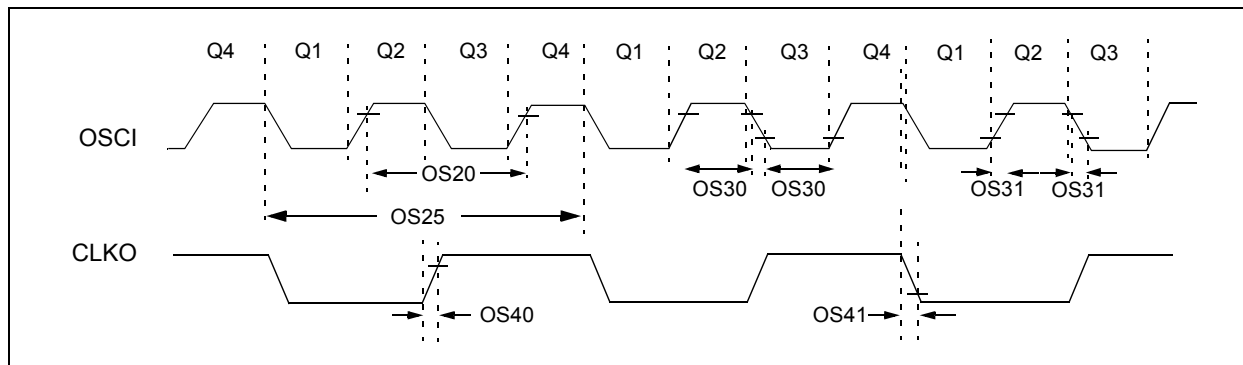 Q4 Q1 Q2 Q3 Q4 Q1 Q2 Q3 Q4 Q1 Q2 Q3
OSCI
OS20
OS30 OS30
OS31 OS31
OS25
CLKO
OS40
OS41